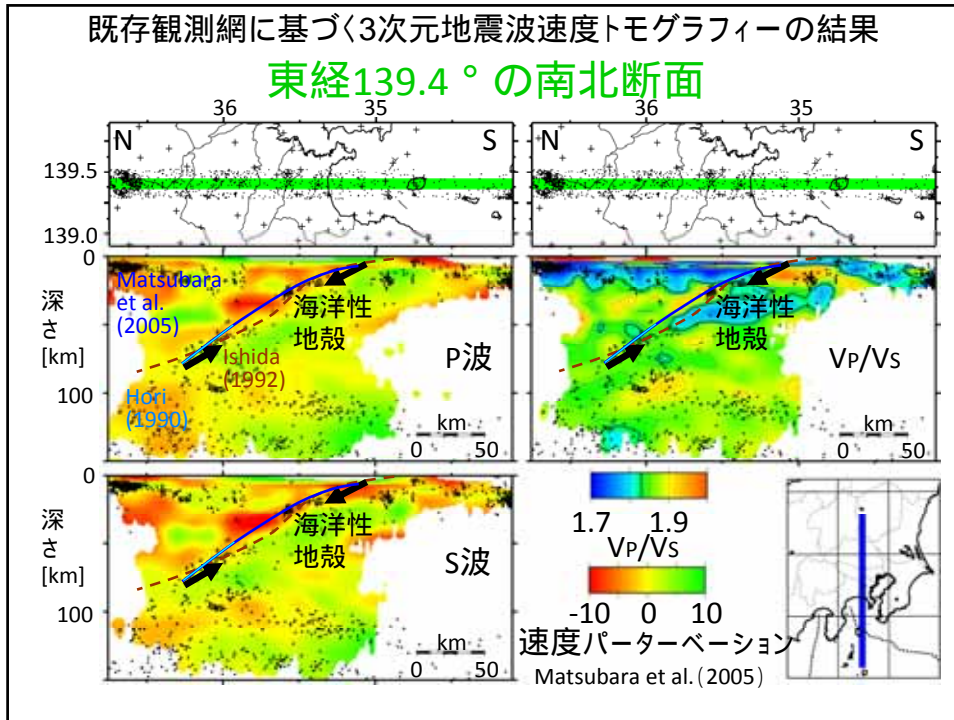 既存観測網に基づく3次元地震波速度トモグラフィーの結果
東経139.4 ° の南北断面
36 35
N S
139.5
139.0
36 35
N S
0
深さ
[km]
100
Matsubara
et al.
(2005)
海洋性
地殻
Ishida
(1992)
Hori
(1990)
P波
km
0 50
海洋性
地殻
VP/VS
km
0 50
0
深さ
[km]
100
海洋性
地殻
S波
km
0 50
1.7 1.9
VP/VS
-10 0 10
速度パーターベーション
Matsubara et al.(2005)